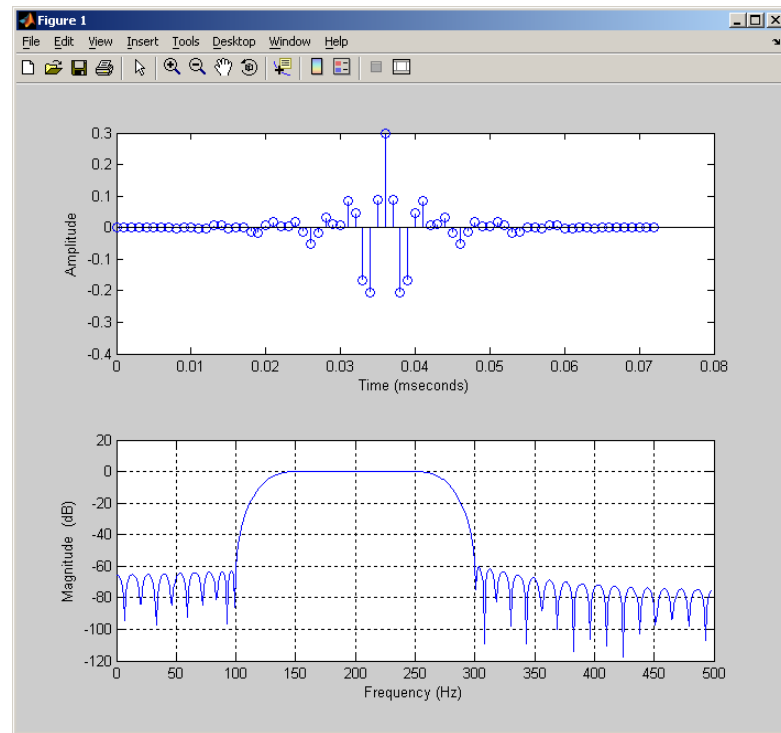 Figure 1
File Edit View Insert Tools Desktop Window Help
0.3
0.2
0.1
0
-0.1
-0.2
-0.3
-0.4
Amplitude
0 0.01 0.02 0.03 0.04 0.05 0.06 0.07 0.08
Time (mseconds)
20
0
-20
-40
-60
-80
-100
-120
Magnitude (dB)
0 50 100 150 200 250 300 350 400 450 500
Frequency (Hz)